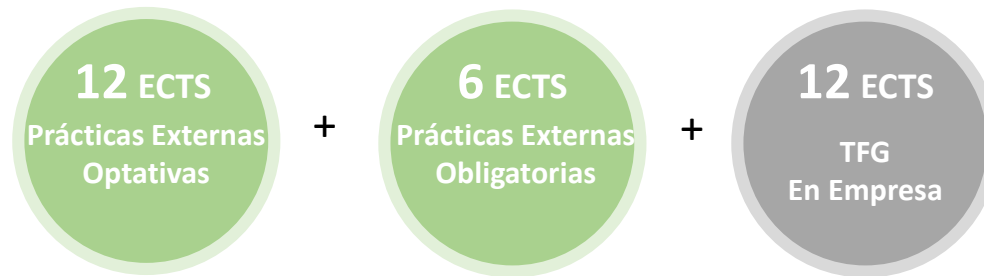 12 ECTS
Prácticas Externas
Optativas
+
6 ECTS
Prácticas Externas
Obligatorias
+
12 ECTS
TFG
En Empresa